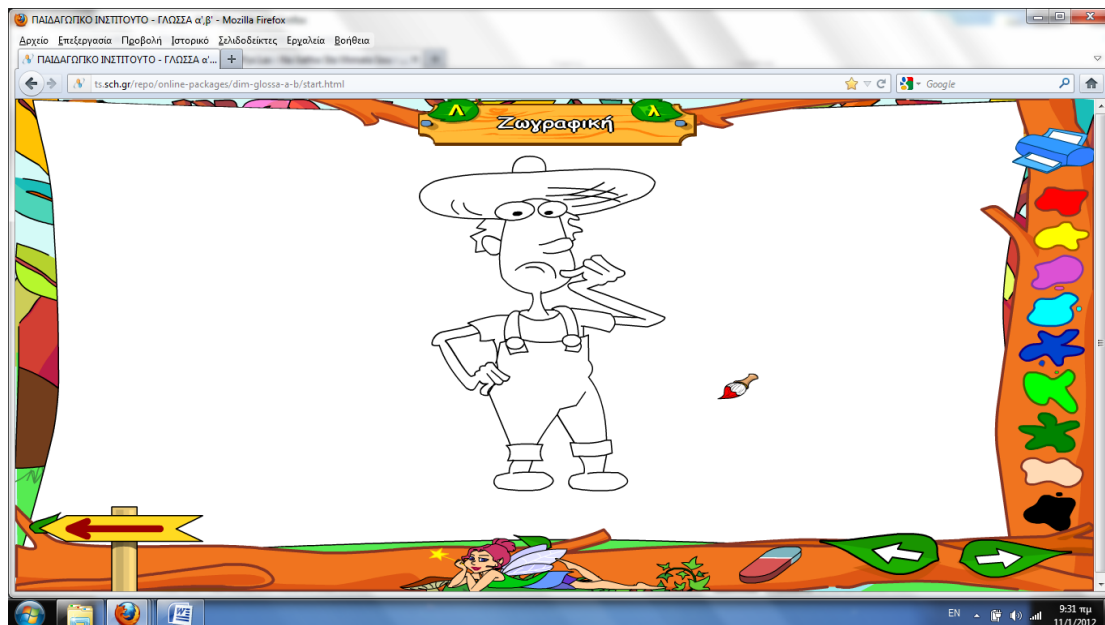 ΠΑΙΔΑΓΩΓΙΚΟ ΙΝΣΤΙΤΟΥΤΟ - ΓΛΩΣΣΑ α',β' - Mozilla Firefox
Αρχείο Επεξεργασία Προβολή Ιστορικό Σελιδοδείκτες Εργαλεία Βοήθεια
ΠΑΙΔΑΓΩΓΙΚΟ ΙΝΣΤΙΤΟΥΤΟ - ΓΛΩΣΣΑ α'... +
ts.sch.gr/repo/online-packages/dim-glossa-a-b/start.html Google
Λ Ζωγραφική λ
EN 9:31 πμ
11/1/2012